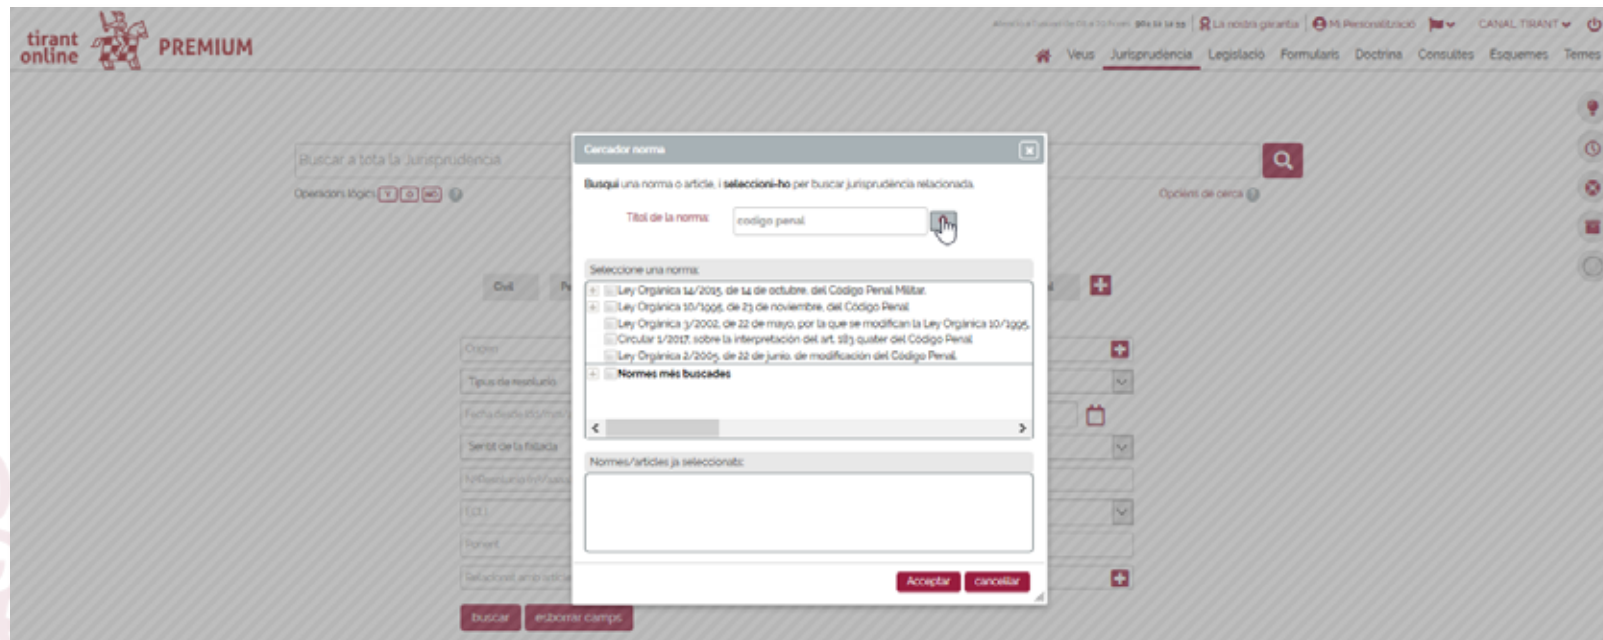 tirant
online
PREMIUM
La nostra garantia
Mi Personalització
CANAL TIRANT
Veus Jurisprudència Legislació Formularis Doctrina Consultes Esquemes Temes
Buscar a tota la Jurisprudència
Operadors lògics Y O NO
Opcions de cerca
Cercador norma
Busqui una norma o article, i seleccioni-ho per buscar jurisprudència relacionada.
Títol de la norma: codigo penal
Seleccione una norma:
Ley Orgánica 14/2015, de 14 de octubre, del Código Penal Militar.
Ley Orgánica 10/1995, de 23 de noviembre, del Código Penal
Ley Orgánica 3/2002, de 22 de mayo, por la que se modifican la Ley Orgánica 10/1995,
Circular 1/2017, sobre la interpretación del art. 183 quater del Código Penal
Ley Orgánica 2/2005, de 22 de junio, de modificación del Código Penal.
Normes més buscades
Normes/articles ja seleccionats:
Acceptar cancel·lar
Civil
Origen
Tipus de resolució
Fecha desde
Sentit de la fallada
Ponent
Relacionat amb
buscar esborrar camps